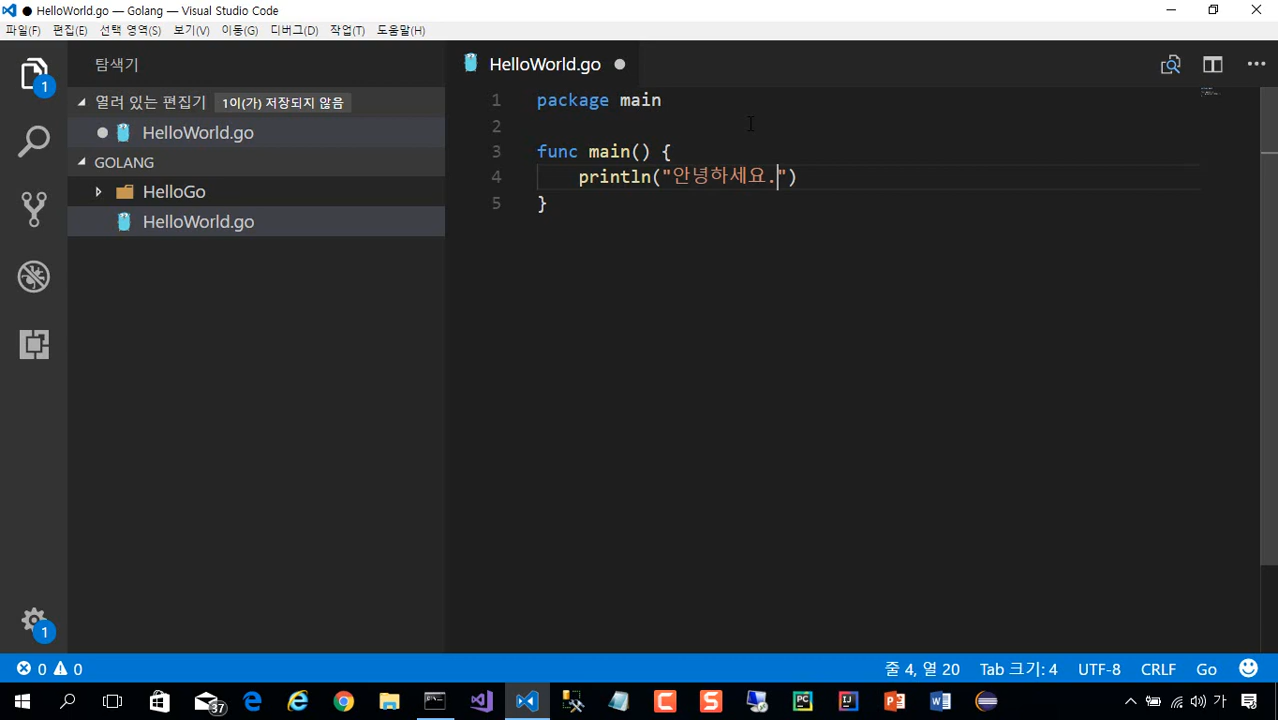 HelloWorld.go — Golang — Visual Studio Code
파일(F) 편집(E) 선택 영역(S) 보기(V) 이동(G) 디버그(D) 작업(T) 도움말(H)
탐색기
열려 있는 편집기 1이(가) 저장되지 않음
HelloWorld.go
GOLANG
HelloGo
HelloWorld.go
1
1
HelloWorld.go
1 package main
2
3 func main() {
4 println("안녕하세요.")
5 }
0 0 줄 4, 열 20 Tab 크기: 4 UTF-8 CRLF Go
37 가